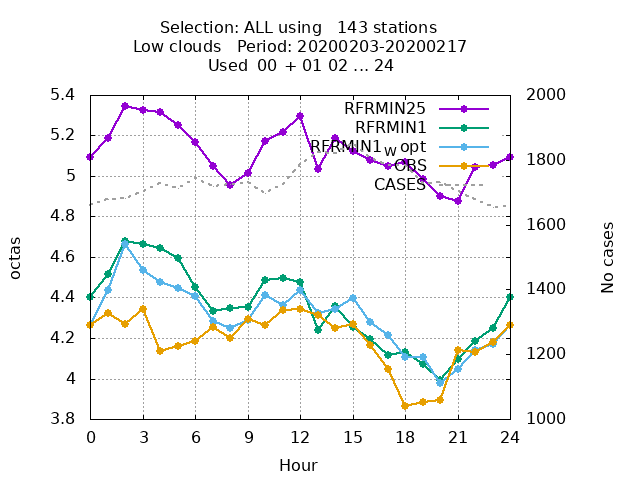 Selection: ALL using 143 stations
Low clouds Period: 20200203-20200217
Used 00 + 01 02 ... 24
RFRMIN25
RFRMIN1
RFRMIN1w opt
OBS
CASES
octas
5.4
5.2
5
4.8
4.6
4.4
4.2
4
3.8
2000
1800
1600
1400
1200
1000
No cases
0 3 6 9 12 15 18 21 24
Hour